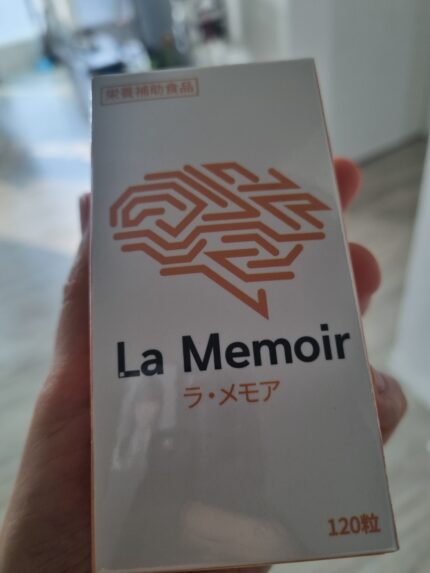 栄養補助食品
La Memoir
ラ・メモア
120粒